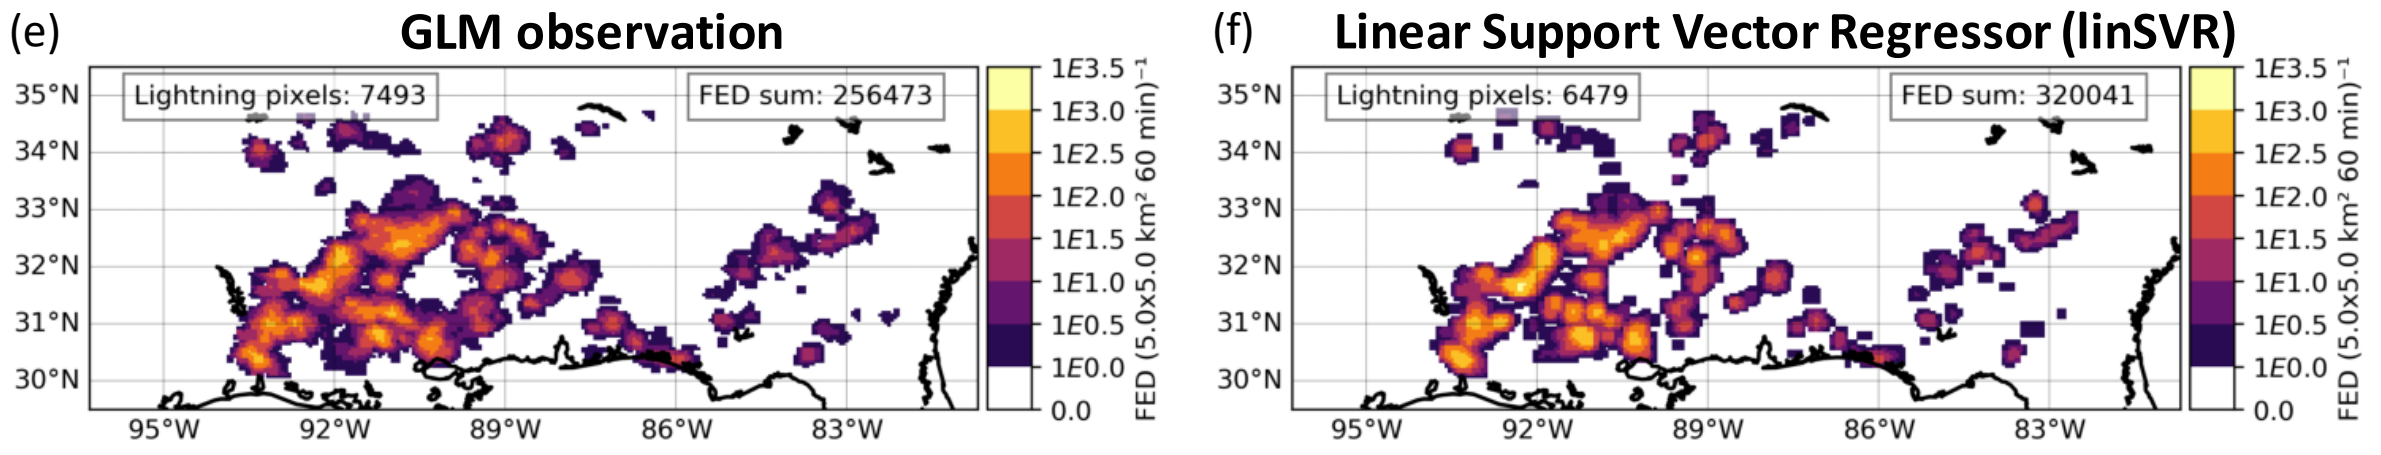 (e) GLM observation
Lightning pixels: 7493
FED sum: 256473
35°N
34°N
33°N
32°N
31°N
30°N
95°W 92°W 89°W 86°W 83°W
1E3.5
1E3.0
1E2.5
1E2.0
1E1.5
1E1.0
1E0.5
1E0.0
0.0
FED (5.0x5.0 km² 60 min)⁻¹
(f) Linear Support Vector Regressor (linSVR)
Lightning pixels: 6479
FED sum: 320041
35°N
34°N
33°N
32°N
31°N
30°N
95°W 92°W 89°W 86°W 83°W
1E3.5
1E3.0
1E2.5
1E2.0
1E1.5
1E1.0
1E0.5
1E0.0
0.0
FED (5.0x5.0 km² 60 min)⁻¹